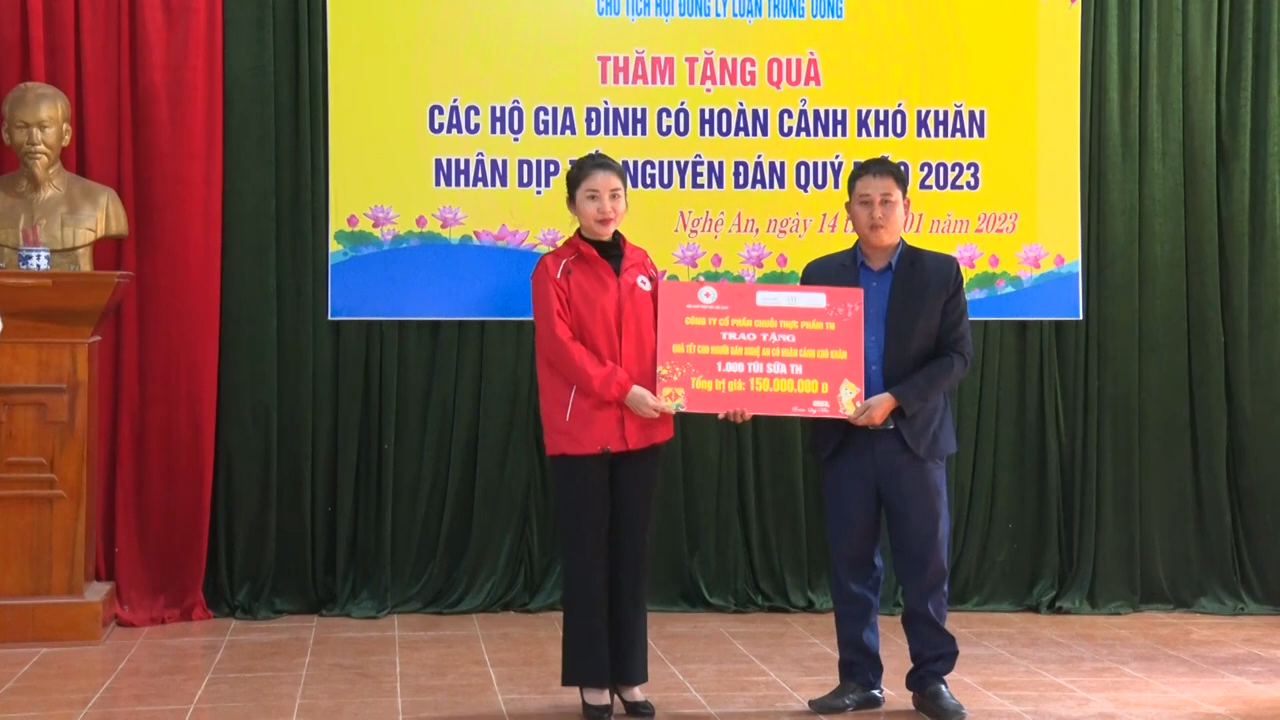 CHỦ TỊCH HỘI ĐỒNG LÝ LUẬN TRUNG ƯƠNG
THĂM TẶNG QUÀ
CÁC HỘ GIA ĐÌNH CÓ HOÀN CẢNH KHÓ KHĂN
NHÂN DỊP NGUYÊN ĐÁN QUÝ 2023
Nghệ An, ngày 14 01 năm 2023
CÔNG TY CỔ PHẦN CHUỖI THỰC PHẨM TH
TRAO TẶNG
QUÀ TẾT CHO NGƯỜI DÂN NGHỆ AN CÓ HOÀN CẢNH KHÓ KHĂN
1.000 TÚI SỮA TH
Tổng trị giá: 150.000.000 Đ